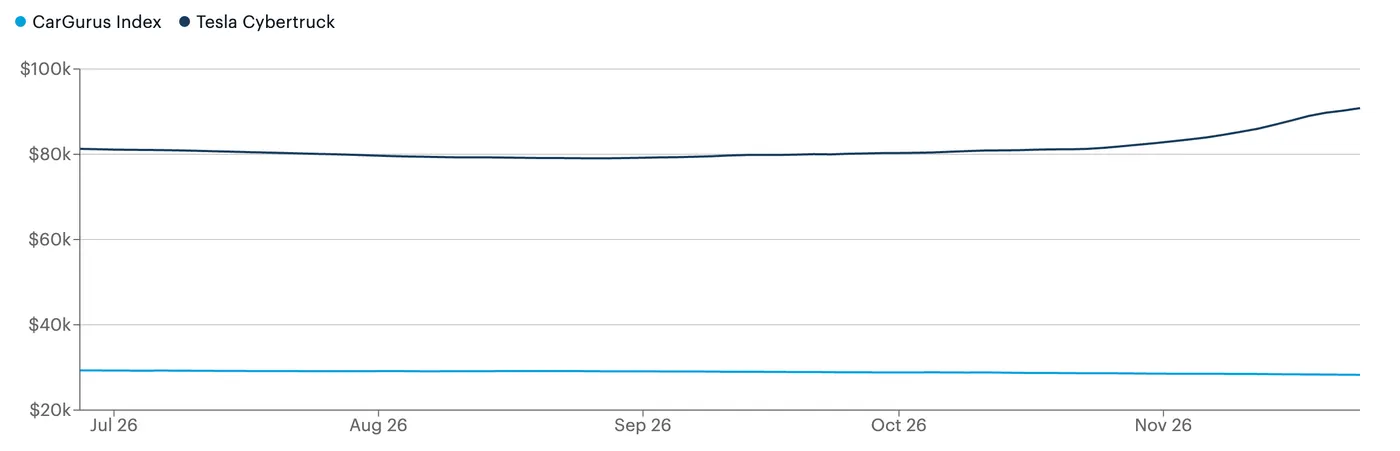 CarGurus Index Tesla Cybertruck
$100k
$80k
$60k
$40k
$20k
Jul 26 Aug 26 Sep 26 Oct 26 Nov 26